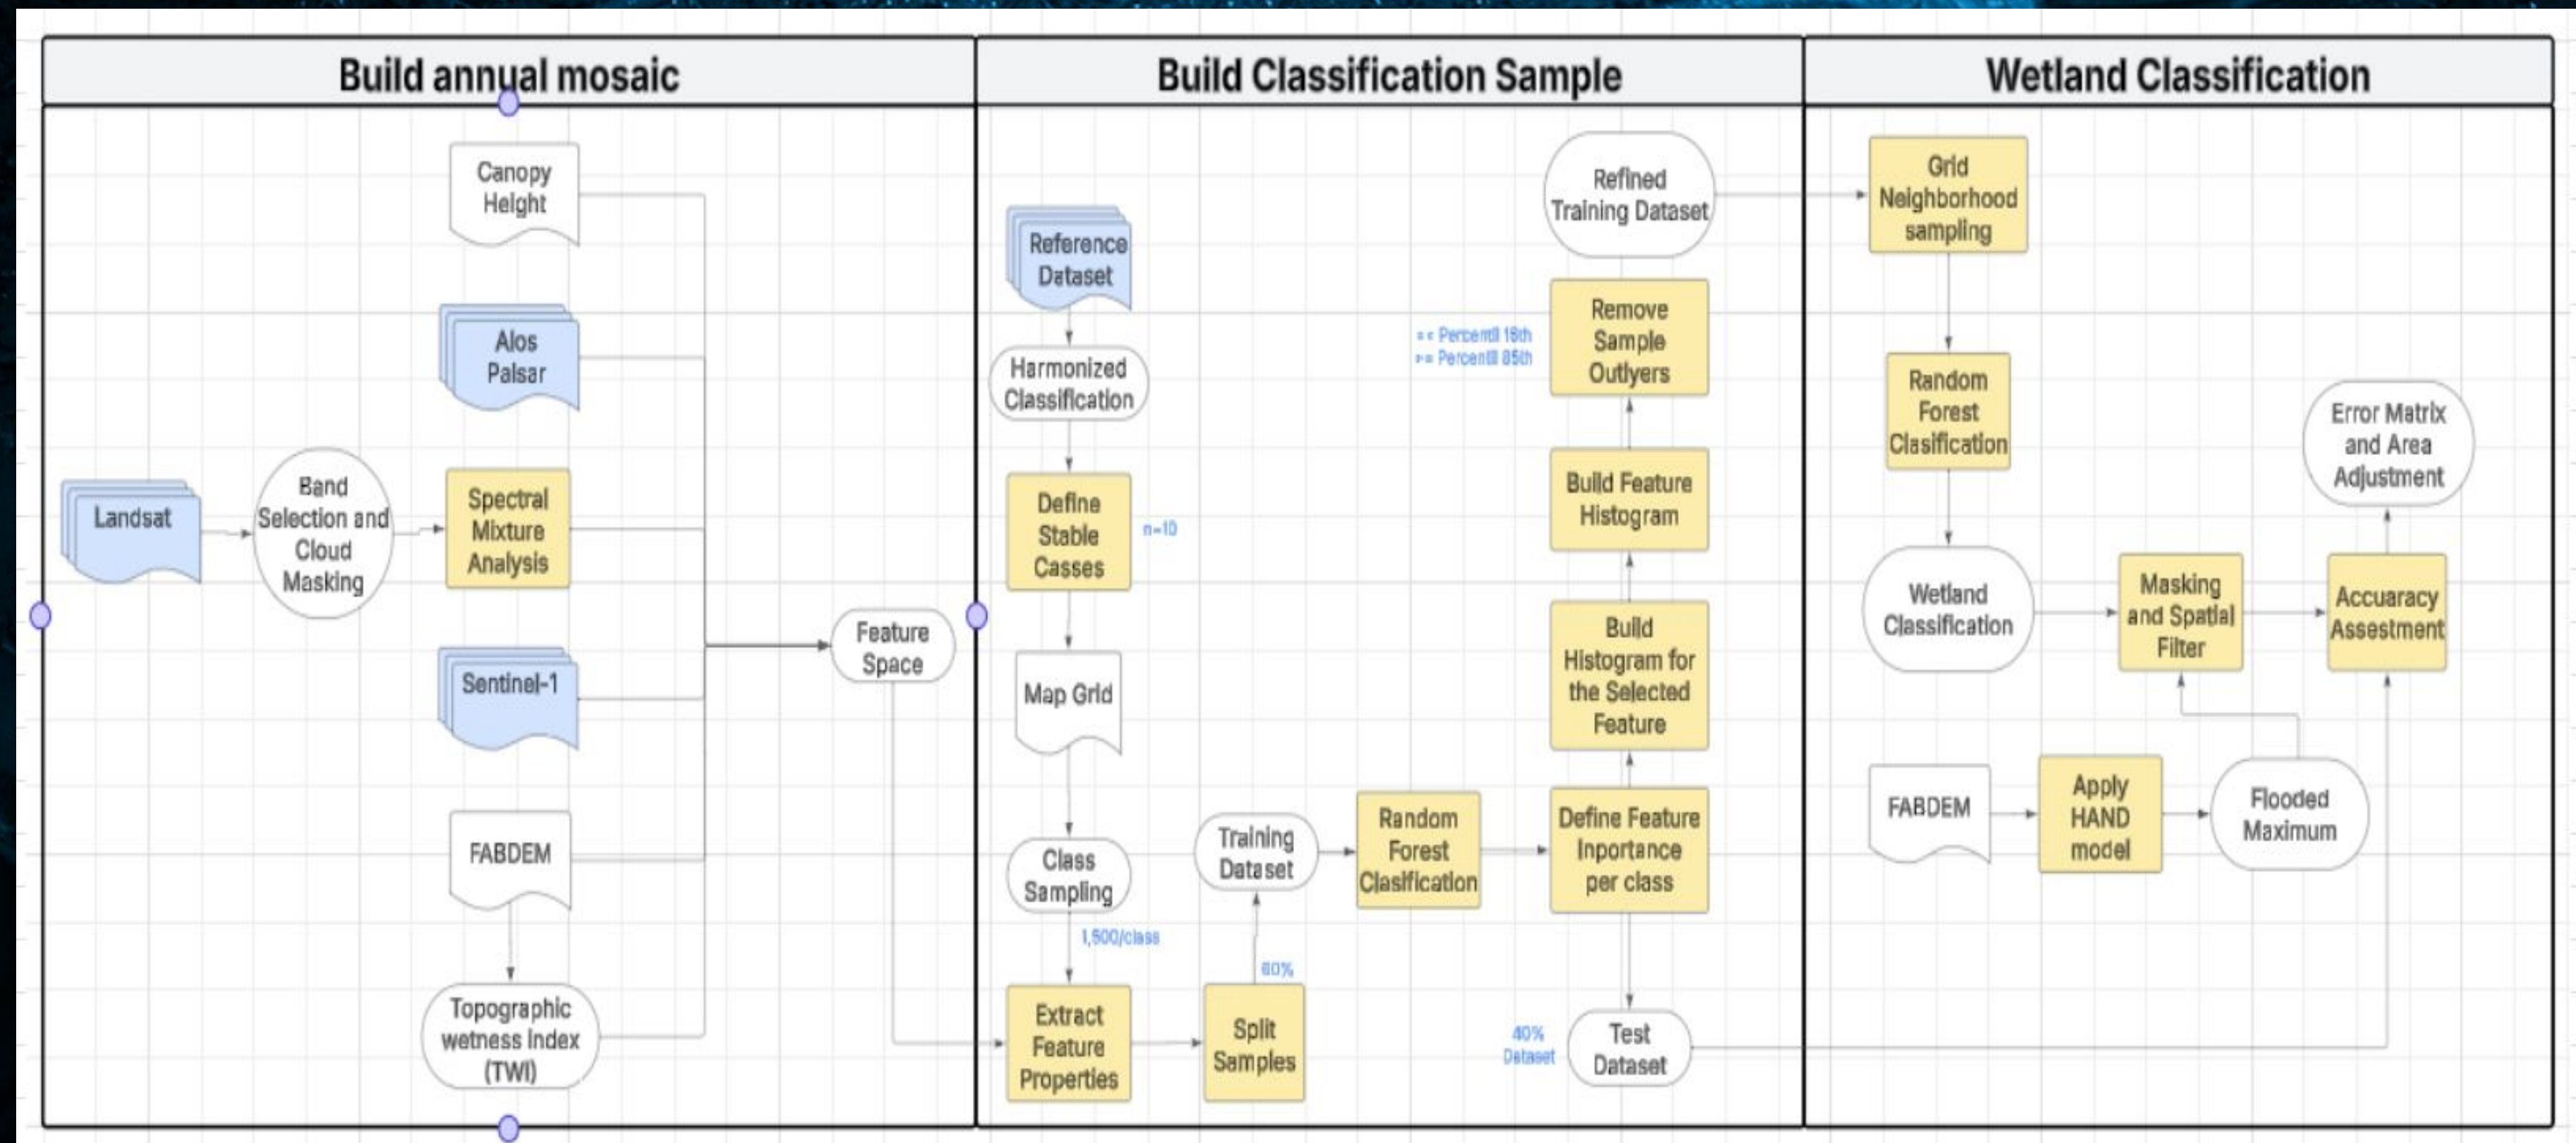 Build annual mosaic
Canopy
Height
Alos
Palsar
Landsat
Band
Selection and
Cloud
Masking
Spectral
Mixture
Analysis
Sentinel-1
Feature
Space
FABDEM
Topographic
wetness Index
(TWI)
Build Classification Sample
Reference
Dataset
Harmonized
Classification
Define
Stable
Casses
n=10
Map Grid
Class
Sampling
1,500/class
Extract
Feature
Properties
Split
Samples
60%
Training
Dataset
Random
Forest
Clasification
Define Feature
Inportance
per class
Build
Histogram for
the Selected
Feature
Build Feature
Histogram
Remove
Sample
Outlyers
Refined
Training Dataset
40%
Dataset
Test
Dataset
Wetland Classification
Grid
Neighborhood
sampling
Random
Forest
Clasification
Wetland
Classification
Masking
and Spatial
Filter
Accuaracy
Assestment
Error Matrix
and Area
Adjustment
FABDEM
Apply
HAND
model
Flooded
Maximum